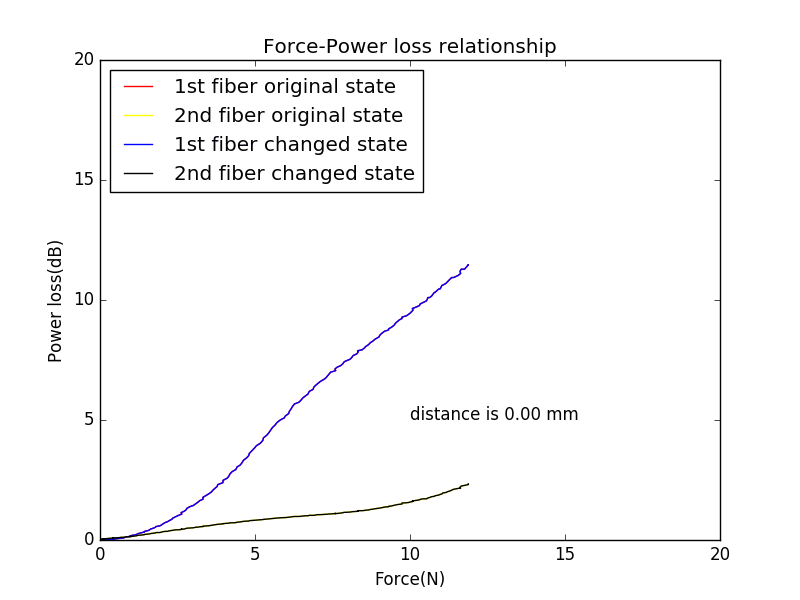 Force-Power loss relationship
20
1st fiber original state
2nd fiber original state
1st fiber changed state
2nd fiber changed state
15
10
5
0
Power loss(dB)
distance is 0.00 mm
0 5 10 15 20
Force(N)